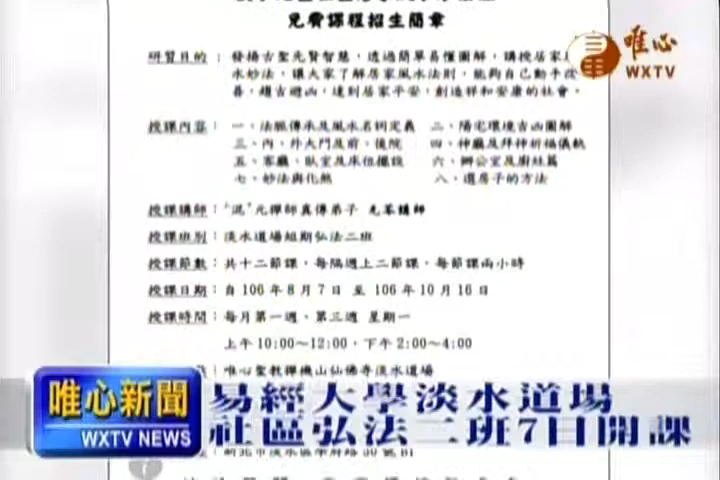 免費課程招生簡章
研習目的：發揚古聖先賢智慧，透過簡單易懂圖解，講授居家
水妙法，讓大家了解居家風水法則，能夠自己動手改
善，趨吉避凶，達到居家平安，創造祥和安康的社會。
唯心
WXTV
授課內容：一、法脈傳承及風水名詞定義 二、陽宅環境吉凶圖解
三、內、外大門及前、後院 四、神廳及拜神祈福儀軌
五、客廳、臥室及床位擺設 六、辦公室及廚灶篇
七、妙法與化煞 八、選房子的方法
授課講師：“混”元禪師真傳弟子 講師
授課班別：淡水道場短期弘法二班
授課節數：共十二節課，每隔週上二節課，每節課兩小時
授課日期：自 106 年 8 月 7 日 至 106 年 10 月 16 日
授課時間：每月第一週、第三週 星期一
上午 10:00~12:00，下午 2:00~4:00
唯心聖教禪機山仙佛寺淡水道場
唯心新聞
WXTV NEWS
易經大學淡水道場
社區弘法二班7日開課
新北市淡水區學府路